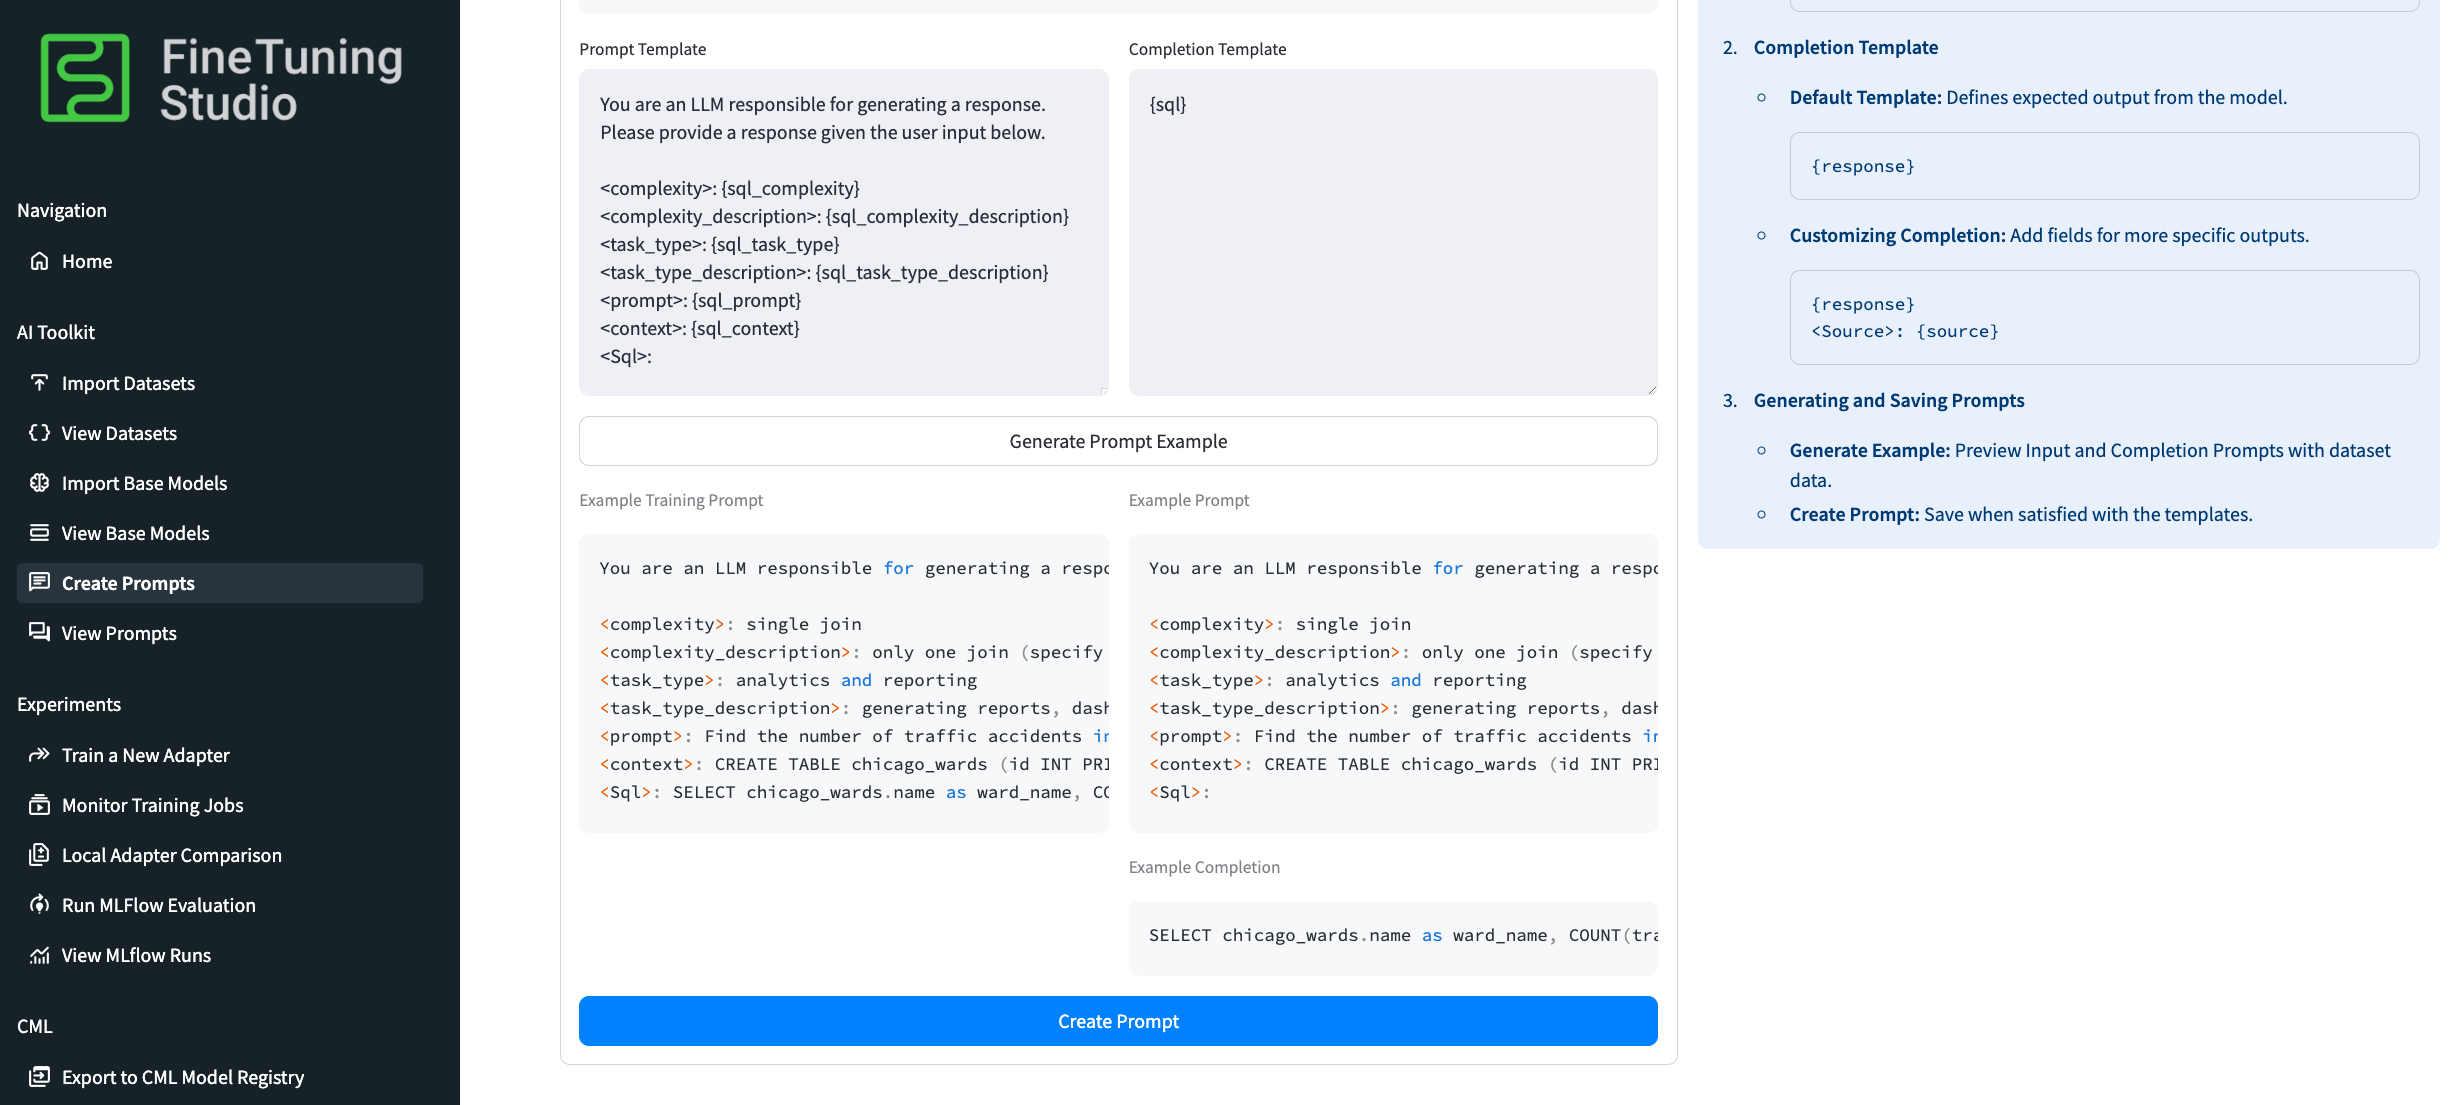 FineTuning
Studio
Navigation
Home
AI Toolkit
Import Datasets
View Datasets
Import Base Models
View Base Models
Create Prompts
View Prompts
Experiments
Train a New Adapter
Monitor Training Jobs
Local Adapter Comparison
Run MLFlow Evaluation
View MLflow Runs
CML
Export to CML Model Registry
Prompt Template
You are an LLM responsible for generating a response.
Please provide a response given the user input below.
<complexity>: {sql_complexity}
<complexity_description>: {sql_complexity_description}
<task_type>: {sql_task_type}
<task_type_description>: {sql_task_type_description}
<prompt>: {sql_prompt}
<context>: {sql_context}
<Sql>:
Completion Template
{sql}
Generate Prompt Example
Example Training Prompt
You are an LLM responsible for generating a respo
<complexity>: single join
<complexity_description>: only one join (specify
<task_type>: analytics and reporting
<task_type_description>: generating reports, dash
<prompt>: Find the number of traffic accidents in
<context>: CREATE TABLE chicago_wards (id INT PRI
<Sql>: SELECT chicago_wards.name as ward_name, CO
Example Prompt
You are an LLM responsible for generating a respo
<complexity>: single join
<complexity_description>: only one join (specify
<task_type>: analytics and reporting
<task_type_description>: generating reports, dash
<prompt>: Find the number of traffic accidents in
<context>: CREATE TABLE chicago_wards (id INT PRI
<Sql>:
Example Completion
SELECT chicago_wards.name as ward_name, COUNT(tra
Create Prompt
2. Completion Template
Default Template: Defines expected output from the model.
{response}
Customizing Completion: Add fields for more specific outputs.
{response}
<Source>: {source}
3. Generating and Saving Prompts
Generate Example: Preview Input and Completion Prompts with dataset
data.
Create Prompt: Save when satisfied with the templates.